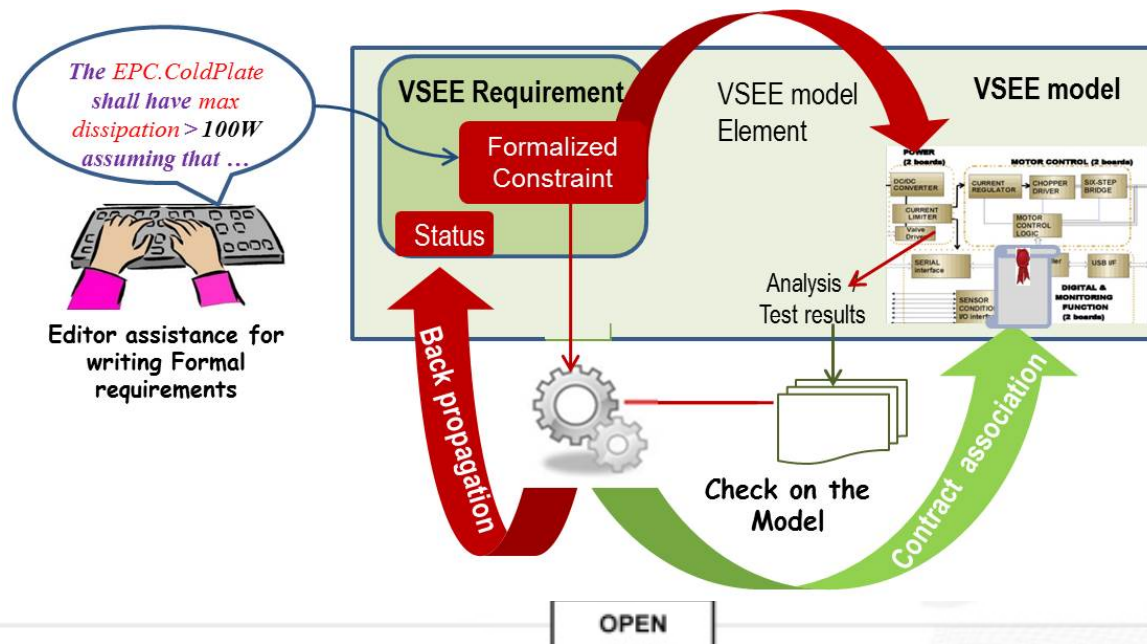 The EPC.ColdPlate
shall have max
dissipation > 100W
assuming that …
Editor assistance for
writing Formal
requirements
VSEE Requirement
Formalized
Constraint
Status
VSEE model
Element
VSEE model
POWER
(2 boards)
MOTOR CONTROL (2 boards)
DC/DC
CONVERTER
CURRENT
REGULATOR
CHOPPER
DRIVER
SIX-STEP
BRIDGE
CURRENT
LIMITER
Valve
MOTOR
CONTROL
LOGIC
SERIAL
interface
USB I/F
SENSOR
I/O
DIGITAL &
MONITORING
FUNCTION
(2 boards)
Analysis /
Test results
Back propagation
Check on the
Model
Contract association
OPEN